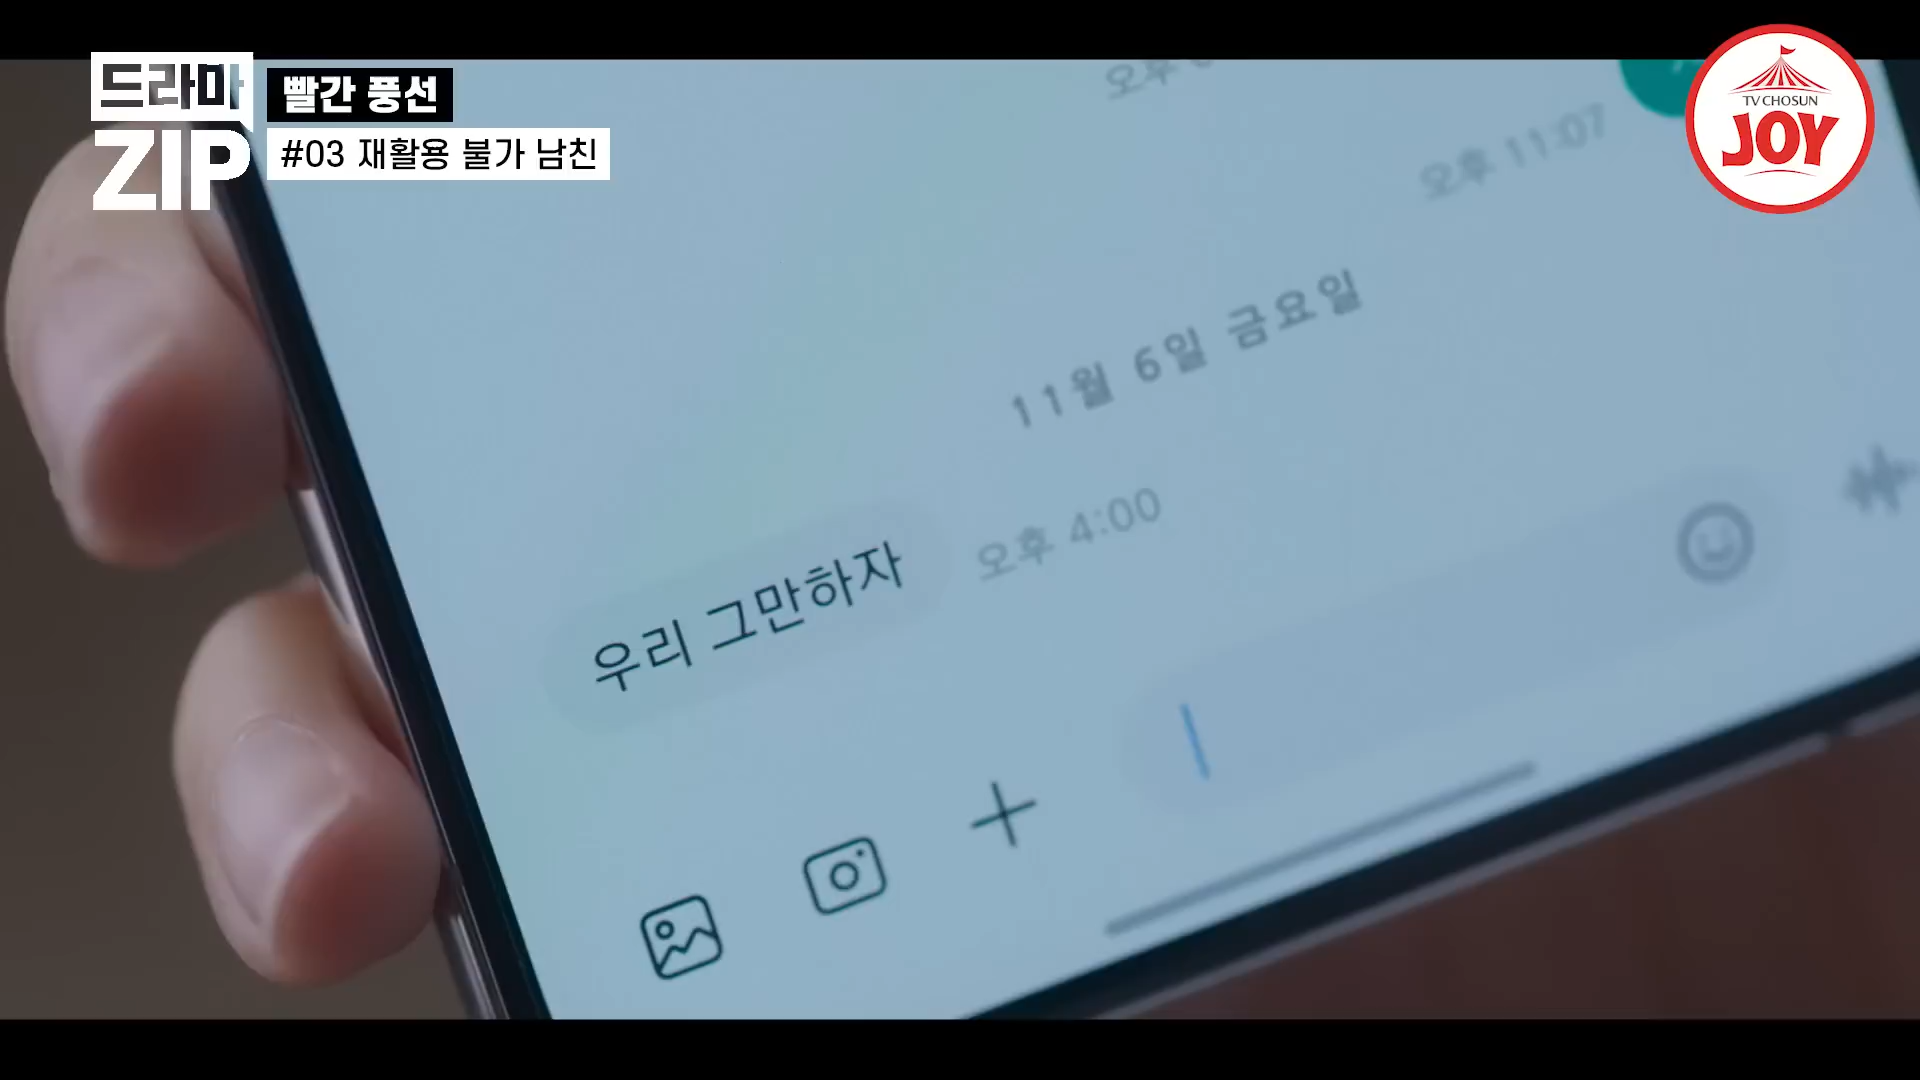 드라마
ZIP
빨간 풍선
#03 재활용 불가 남친
TV CHOSUN
JOY
오후
오후 11:07
11월 6일 금요일
우리 그만하자
오후 4:00